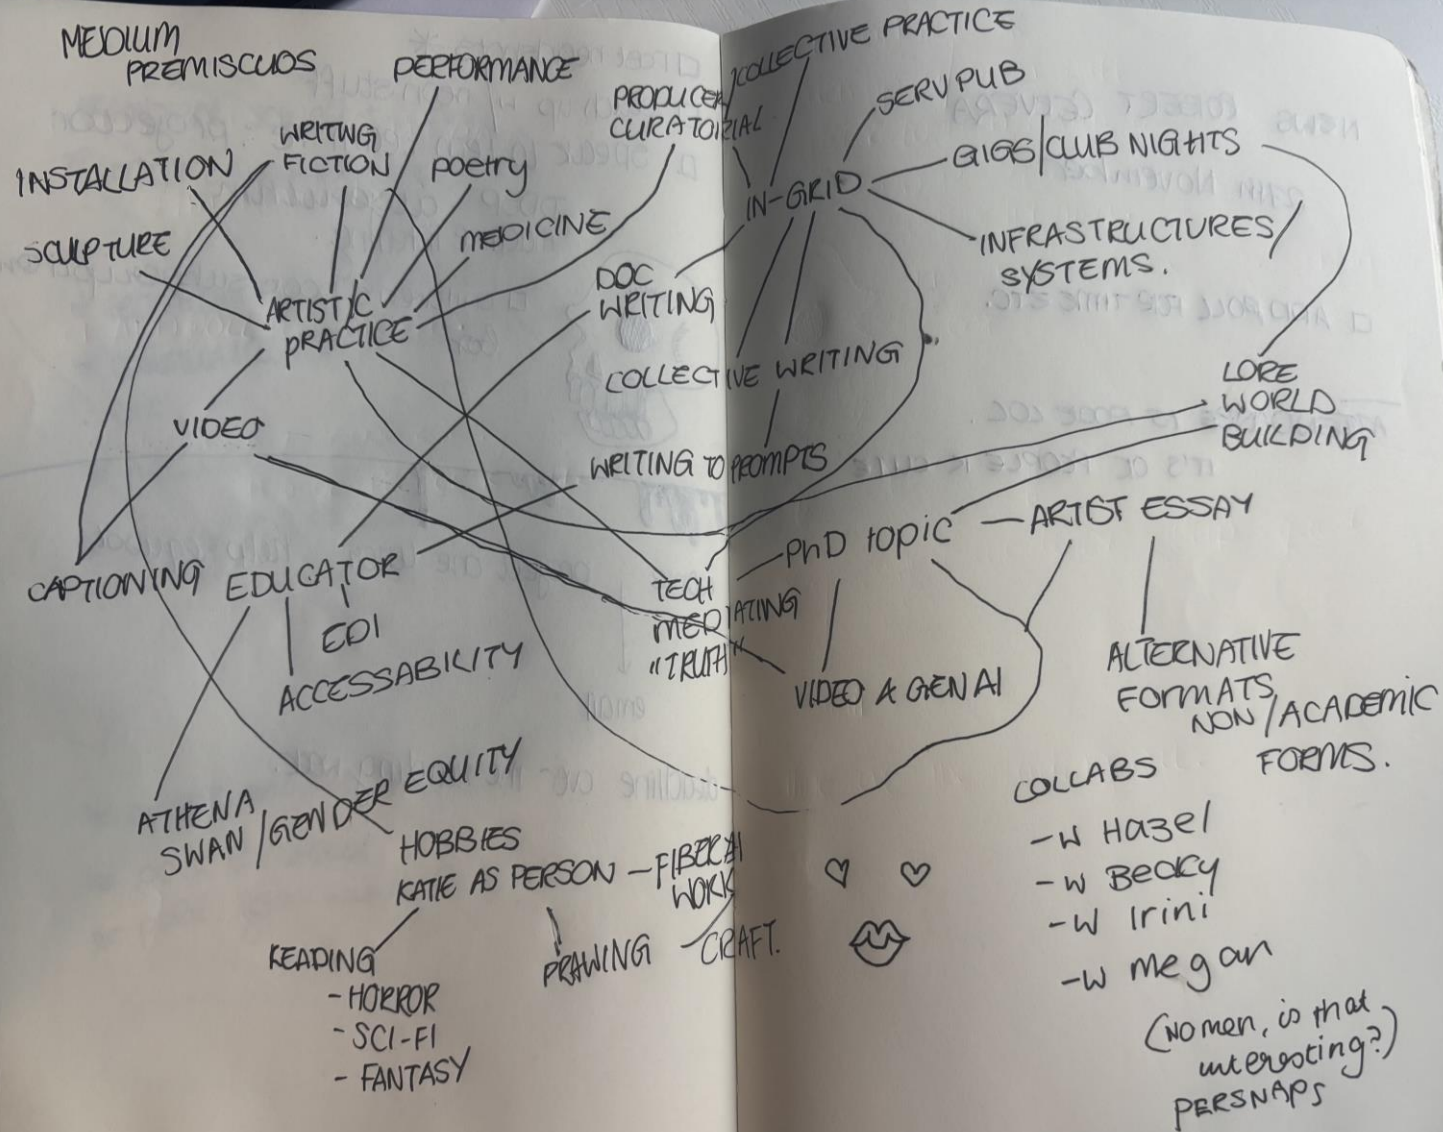 MEDIUM
PREMISCUOS
PERFORMANCE
WRITING
FICTION
poetry
INSTALLATION
SCULPTURE
MEDICINE
ARTISTIC
pRACTICE
VIDEO
CAPTIONING
PRODUCER/
CURATORIAL
COLLECTIVE PRACTICE
SERVPUB
GIGS/CLUB NIGHTS
IN-GRID
INFRASTRUCTURES/
SYSTEMS.
DOC
WRITING
COLLECTIVE WRITING
WRITING TO PROMPTS
LORE
WORLD
BUILDING
EDUCATOR
EDI
ACCESSABILITY
ATHENA
SWAN/GENDER EQUITY
TECH
MEDIATING
"TRUTH"
PhD topic
ARTIST ESSAY
VIDEO & GEN AI
ALTERNATIVE
FORMATS
NON/ACADEMIC
FORMS.
HOBBIES
KATIE AS PERSON - FIBER
WORK
READING
- HORROR
- SCI-FI
- FANTASY
DRAWING - CRAFT.
COLLABS
-W Hazel
-W Becky
-W Irini
-W megan
(No men, is that
interesting?)
PERSNAPS